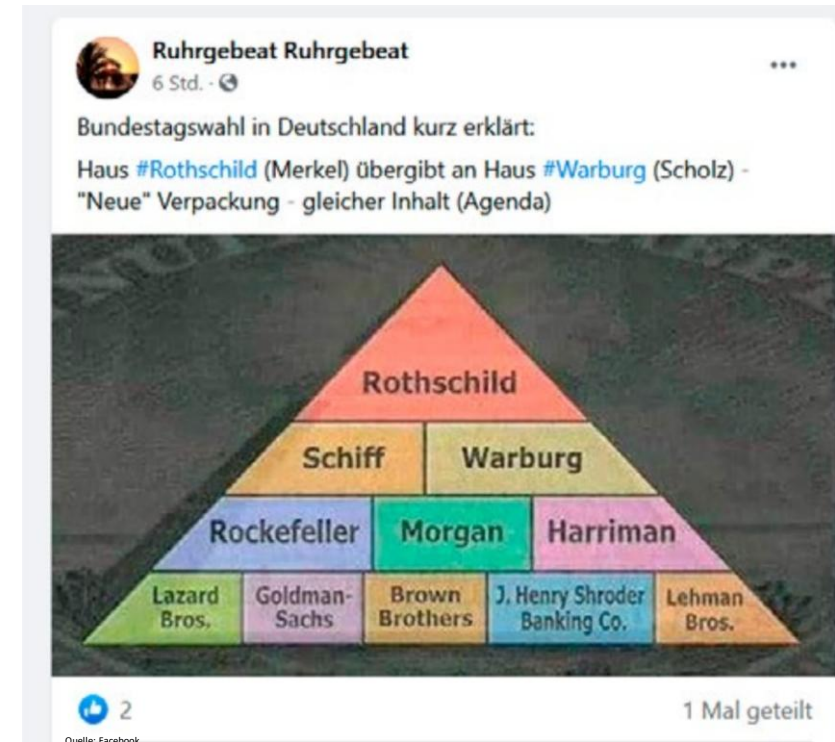 Ruhrgebeat Ruhrgebeat
6 Std. ·
Bundestagswahl in Deutschland kurz erklärt:
Haus #Rothschild (Merkel) übergibt an Haus #Warburg (Scholz) -
"Neue" Verpackung - gleicher Inhalt (Agenda)
Rothschild
Schiff Warburg
Rockefeller Morgan Harriman
Lazard Bros. Goldman-Sachs Brown Brothers J. Henry Shroder Banking Co. Lehman Bros.
2 1 Mal geteilt
Quelle: Facebook